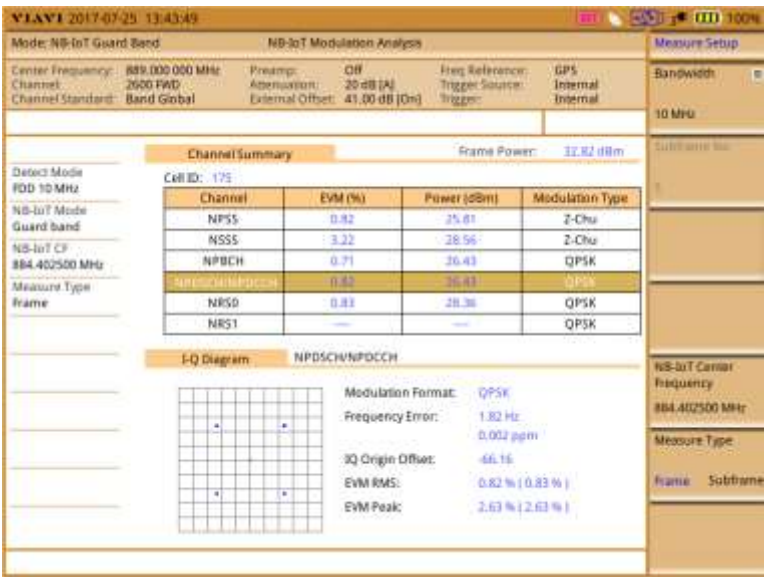 VIAVI 2017-07-25 13:43:49
100%
Mode: NB-IoT Guard Band
NB-IoT Modulation Analysis
Measure Setup
Center Frequency: 889.000 000 MHz
Channel: 2600 FWD
Channel Standard: Band Global
Preamp: Off
Attenuation: 20 dB [A]
External Offset: 41.00 dB [On]
Freq Reference: GPS
Trigger Source: Internal
Trigger: Internal
Bandwidth
10 MHz
Subframe No
Channel Summary
Frame Power: 32.82 dBm
Detect Mode
FDD 10 MHz
NB-IoT Mode
Guard band
NB-IoT CF
884.402500 MHz
Measure Type
Frame
Cell ID: 175
Channel EVM (%) Power (dBm) Modulation Type
NPSS 0.82 25.81 Z-Chu
NSSS 3.22 28.56 Z-Chu
NPBCH 0.71 26.43 QPSK
NPDSCH/NPDCCH 0.82 26.43 QPSK
NRS0 0.83 28.36 QPSK
NRS1 ---- ---- QPSK
I-Q Diagram
NPDSCH/NPDCCH
Modulation Format: QPSK
Frequency Error: 1.82 Hz
0.002 ppm
IQ Origin Offset: -66.16
EVM RMS: 0.82 % ( 0.83 % )
EVM Peak: 2.63 % ( 2.63 % )
NB-IoT Center
Frequency
884.402500 MHz
Measure Type
Frame Subframe